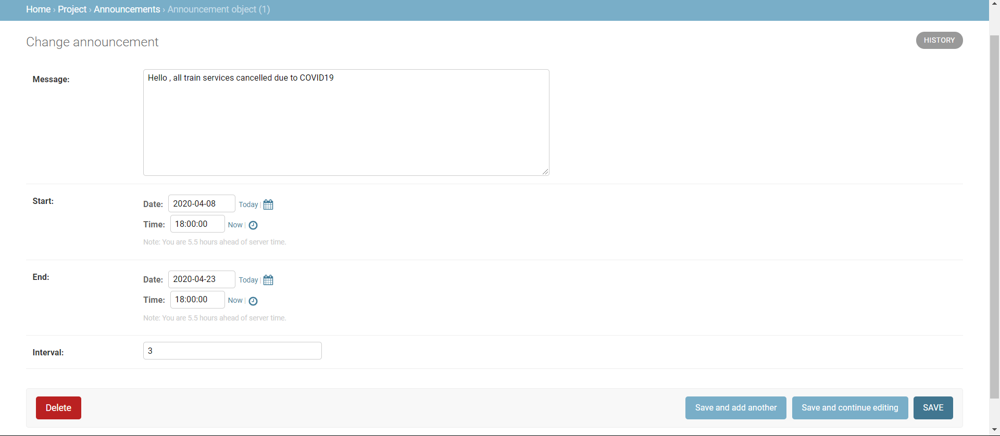 Home › Project › Announcements › Announcement object (1)
Change announcement
HISTORY
Message:
Hello , all train services cancelled due to COVID19
Start:
Date: 2020-04-08 Today |
Time: 18:00:00 Now |
Note: You are 5.5 hours ahead of server time.
End:
Date: 2020-04-23 Today |
Time: 18:00:00 Now |
Note: You are 5.5 hours ahead of server time.
Interval: 3
Delete
Save and add another
Save and continue editing
SAVE